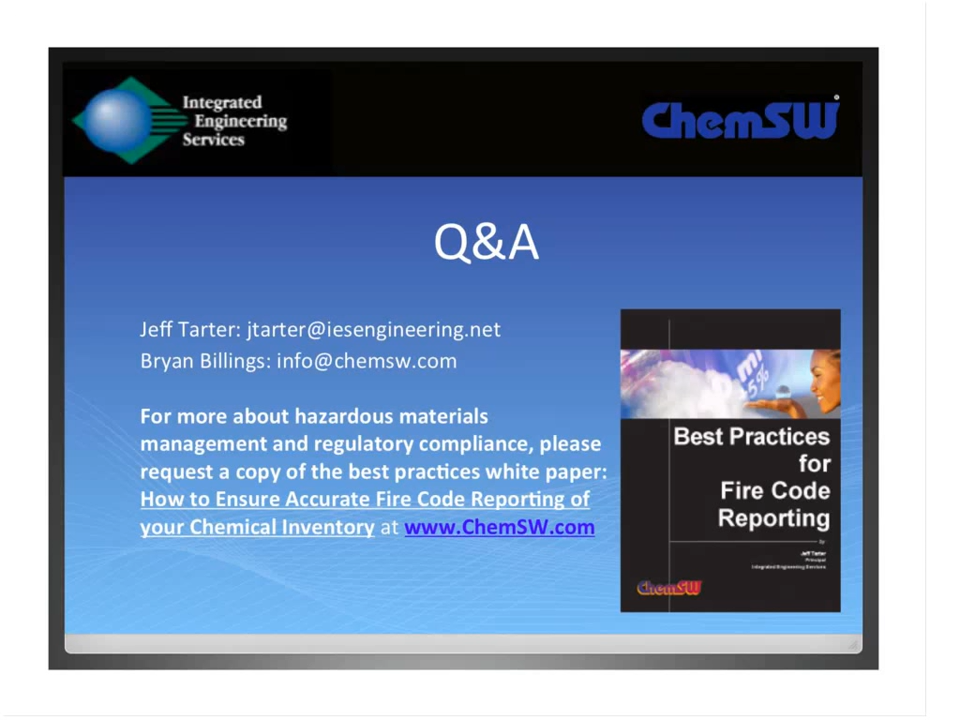 Integrated
Engineering
Services
ChemSW®
Q&A
Jeff Tarter: jtarter@iesengineering.net
Bryan Billings: info@chemsw.com
For more about hazardous materials
management and regulatory compliance, please
request a copy of the best practices white paper:
How to Ensure Accurate Fire Code Reporting of
your Chemical Inventory at www.ChemSW.com
5%
Best Practices
for
Fire Code
Reporting
by
Jeff Tarter
Principal
Integrated Engineering Services
ChemSW